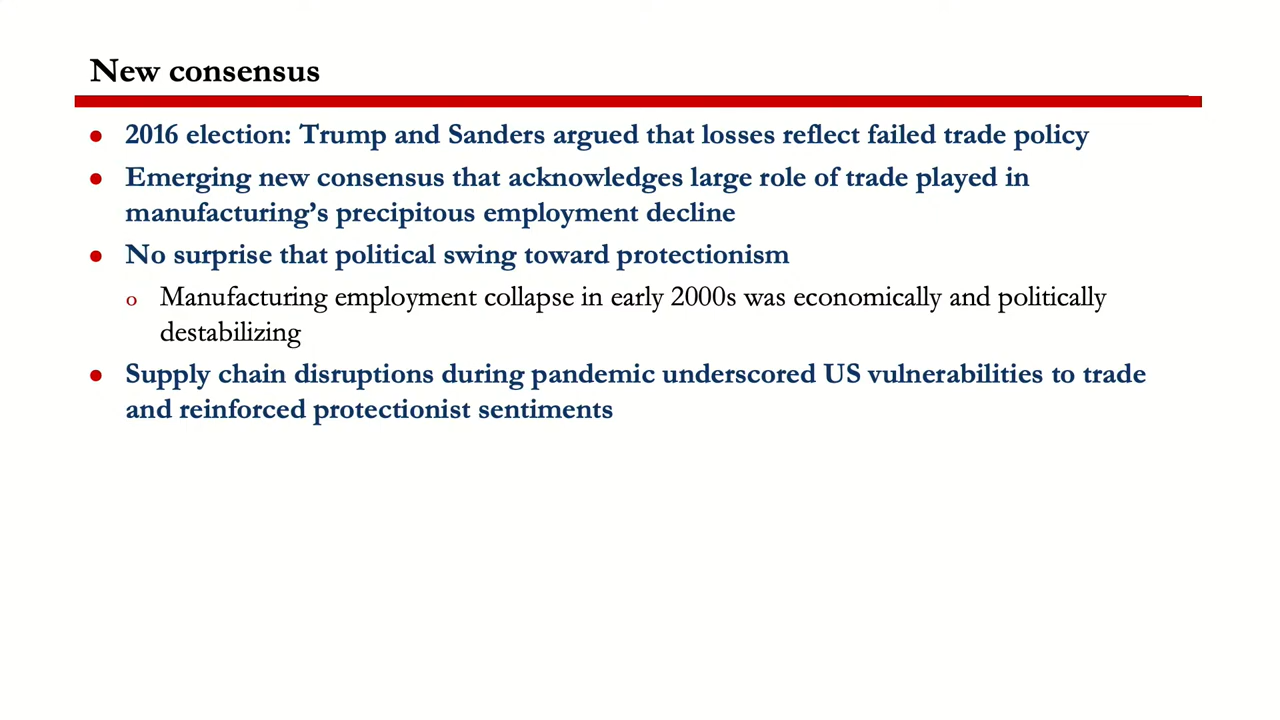 New consensus
● 2016 election: Trump and Sanders argued that losses reflect failed trade policy
● Emerging new consensus that acknowledges large role of trade played in
manufacturing’s precipitous employment decline
● No surprise that political swing toward protectionism
o Manufacturing employment collapse in early 2000s was economically and politically
destabilizing
● Supply chain disruptions during pandemic underscored US vulnerabilities to trade
and reinforced protectionist sentiments